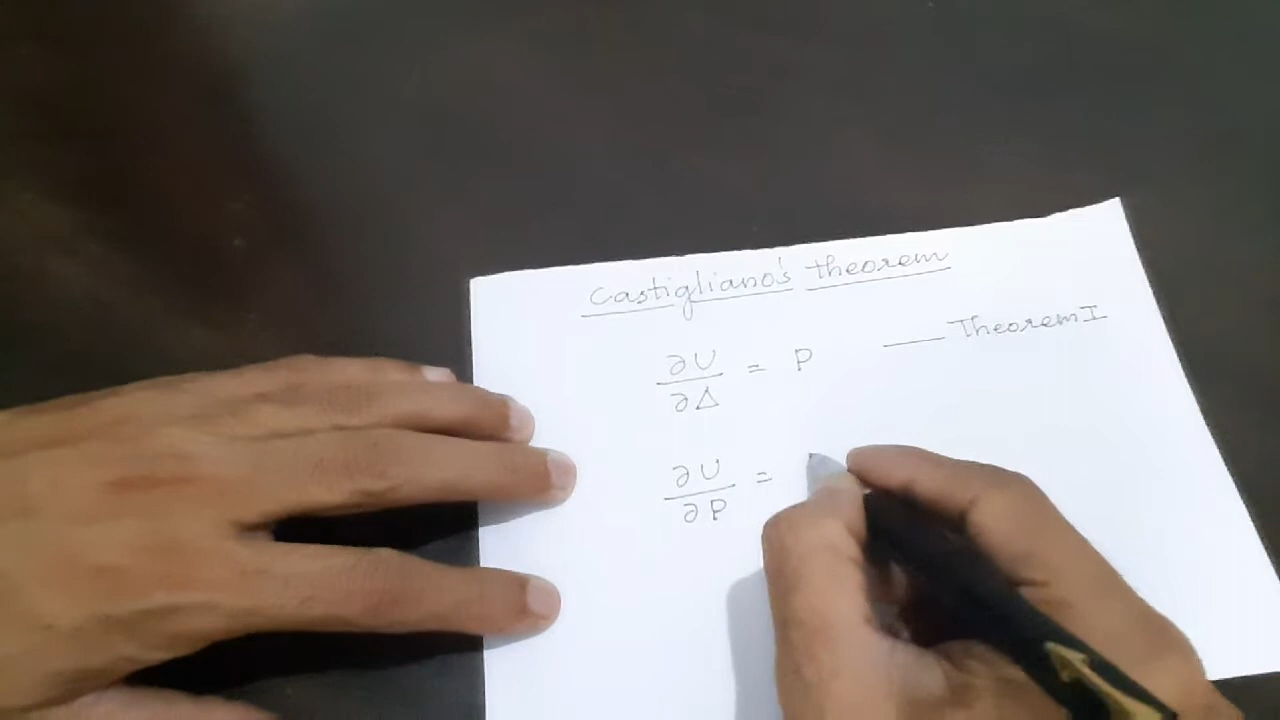 Castigliano's theorem
∂U/∂Δ = P ___ Theorem I
∂U/∂P =